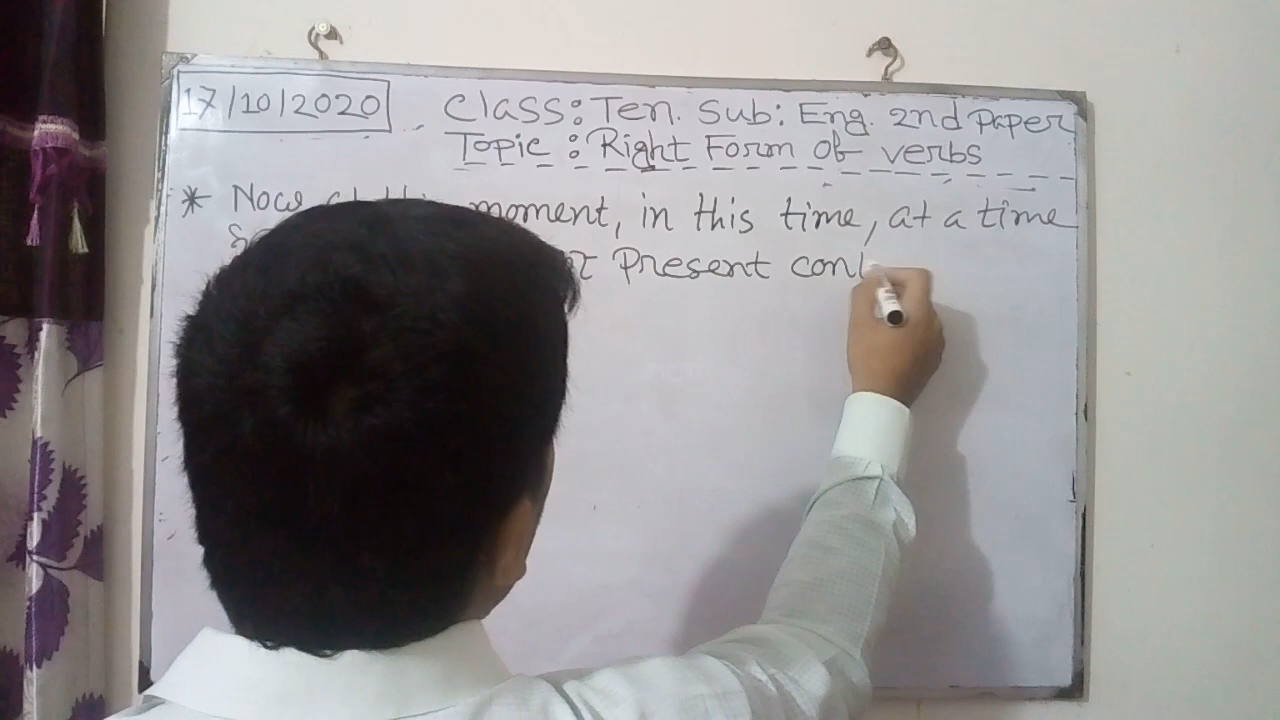 17/10/2020
Class: Ten. Sub: Eng. 2nd Paper
Topic: Right Form Of verbs
* Now moment, in this time, at a time
Present con